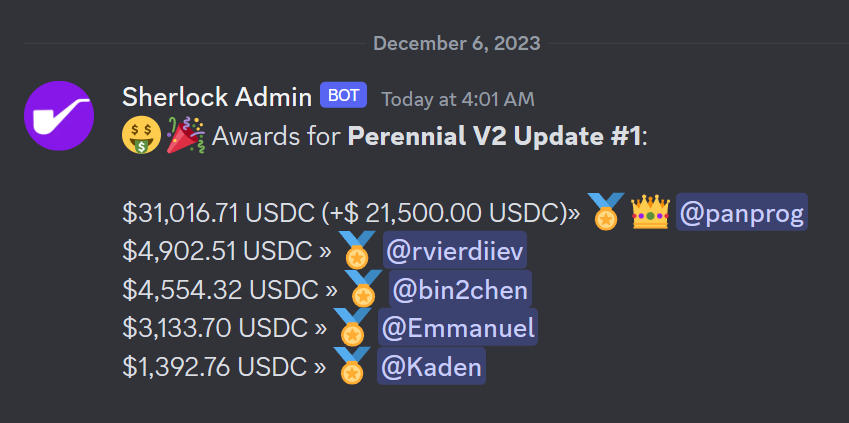 December 6, 2023
Sherlock Admin BOT Today at 4:01 AM
🤑 🎉 Awards for Perennial V2 Update #1:
$31,016.71 USDC (+$ 21,500.00 USDC)» 🏅 👑 @panprog
$4,902.51 USDC » 🏅 @rvierdiiev
$4,554.32 USDC » 🏅 @bin2chen
$3,133.70 USDC » 🏅 @Emmanuel
$1,392.76 USDC » 🏅 @Kaden